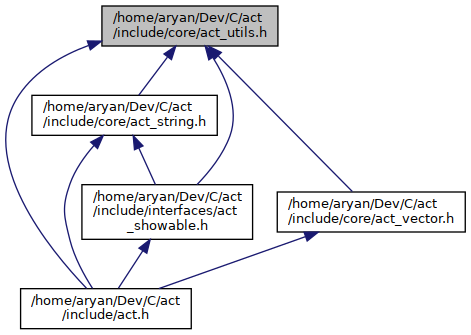 /home/aryan/Dev/C/act
/include/core/act_utils.h
/home/aryan/Dev/C/act
/include/core/act_string.h
/home/aryan/Dev/C/act
/include/interfaces/act
_showable.h
/home/aryan/Dev/C/act
/include/core/act_vector.h
/home/aryan/Dev/C/act
/include/act.h